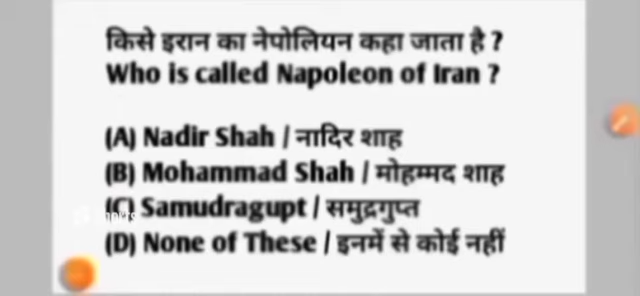 किसे इरान का नेपोलियन कहा जाता है ?
Who is called Napoleon of Iran ?
(A) Nadir Shah / नादिर शाह
(B) Mohammad Shah / मोहम्मद शाह
(C) Samudragupt / समुद्रगुप्त
(D) None of These / इनमें से कोई नहीं